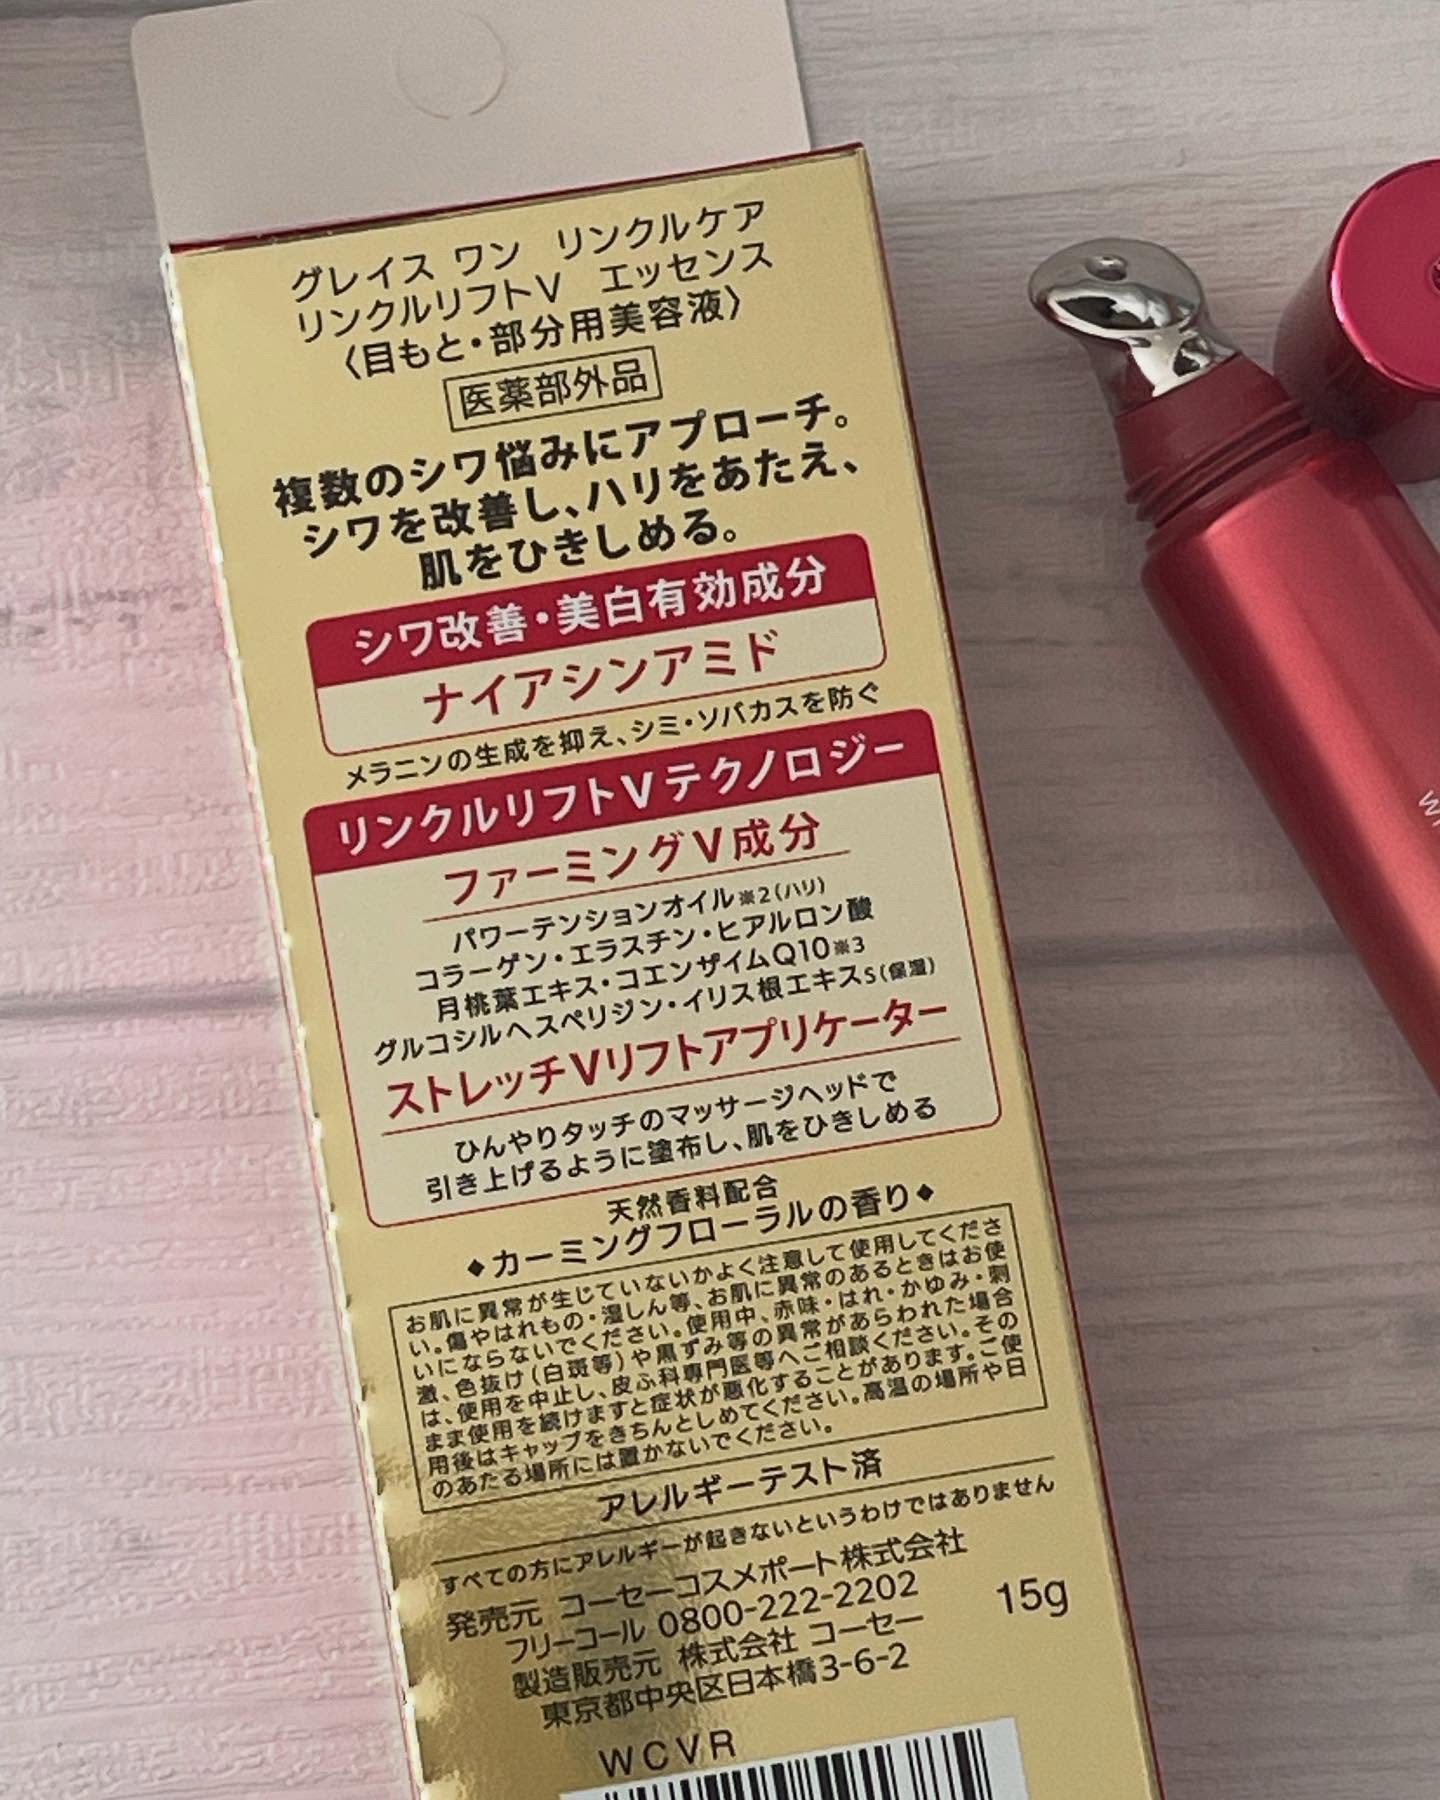 グレイス ワン リンクルケア
リンクルリフトV エッセンス
〈目もと・部分用美容液〉
医薬部外品
複数のシワ悩みにアプローチ。
シワを改善し、ハリをあたえ、
肌をひきしめる。
シワ改善・美白有効成分
ナイアシンアミド
メラニンの生成を抑え、シミ・ソバカスを防ぐ
リンクルリフトVテクノロジー
ファーミングV成分
パワーテンションオイル※2(ハリ)
コラーゲン・エラスチン・ヒアルロン酸
月桃葉エキス・コエンザイムQ10※3
グルコシルヘスペリジン・イリス根エキスS(保湿)
ストレッチVリフトアプリケーター
ひんやりタッチのマッサージヘッドで
引き上げるように塗布し、肌をひきしめる
天然香料配合
◆カーミングフローラルの香り◆
お肌に異常が生じていないかよく注意して使用してくださ
い。傷やはれもの・湿しん等、お肌に異常のあるときはお使
いにならないでください。使用中、赤味・はれ・かゆみ・刺
激、色抜け(白斑等)や黒ずみ等の異常があらわれた場合
は、使用を中止し、皮ふ科専門医等へご相談ください。その
まま使用を続けますと症状が悪化することがあります。ご使
用後はキャップをきちんとしめてください。高温の場所や日
のあたる場所には置かないでください。
アレルギーテスト済
すべての方にアレルギーが起きないというわけではありません
発売元 コーセーコスメポート株式会社
フリーコール 0800-222-2202
製造販売元 株式会社 コーセー
東京都中央区日本橋3-6-2
15g
WCVR